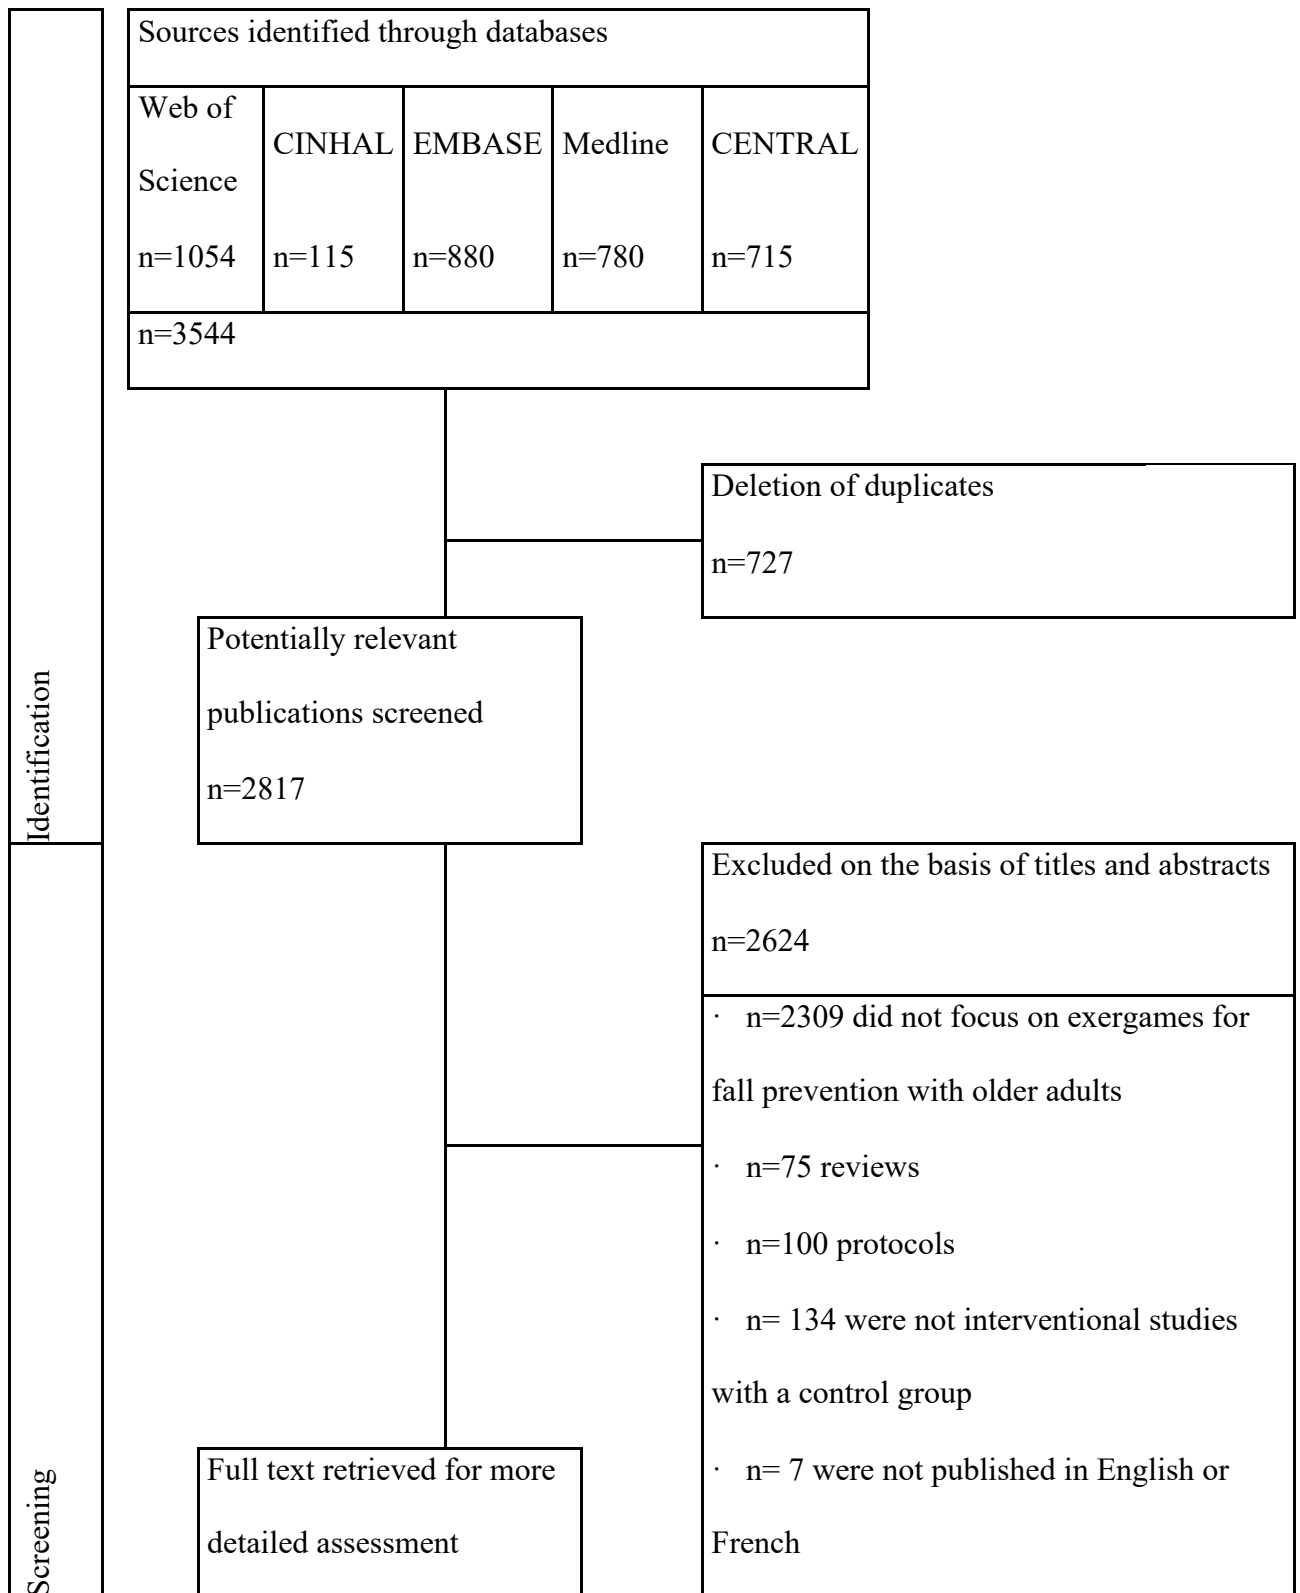 Sources identified through databases
Web of
Science
n=1054
CINHAL
n=115
EMBASE
n=880
Medline
n=780
CENTRAL
n=715
n=3544
Deletion of duplicates
n=727
Identification
Potentially relevant
publications screened
n=2817
Excluded on the basis of titles and abstracts
n=2624
· n=2309 did not focus on exergames for
fall prevention with older adults
· n=75 reviews
· n=100 protocols
· n= 134 were not interventional studies
with a control group
· n= 7 were not published in English or
French
Screening
Full text retrieved for more
detailed assessment